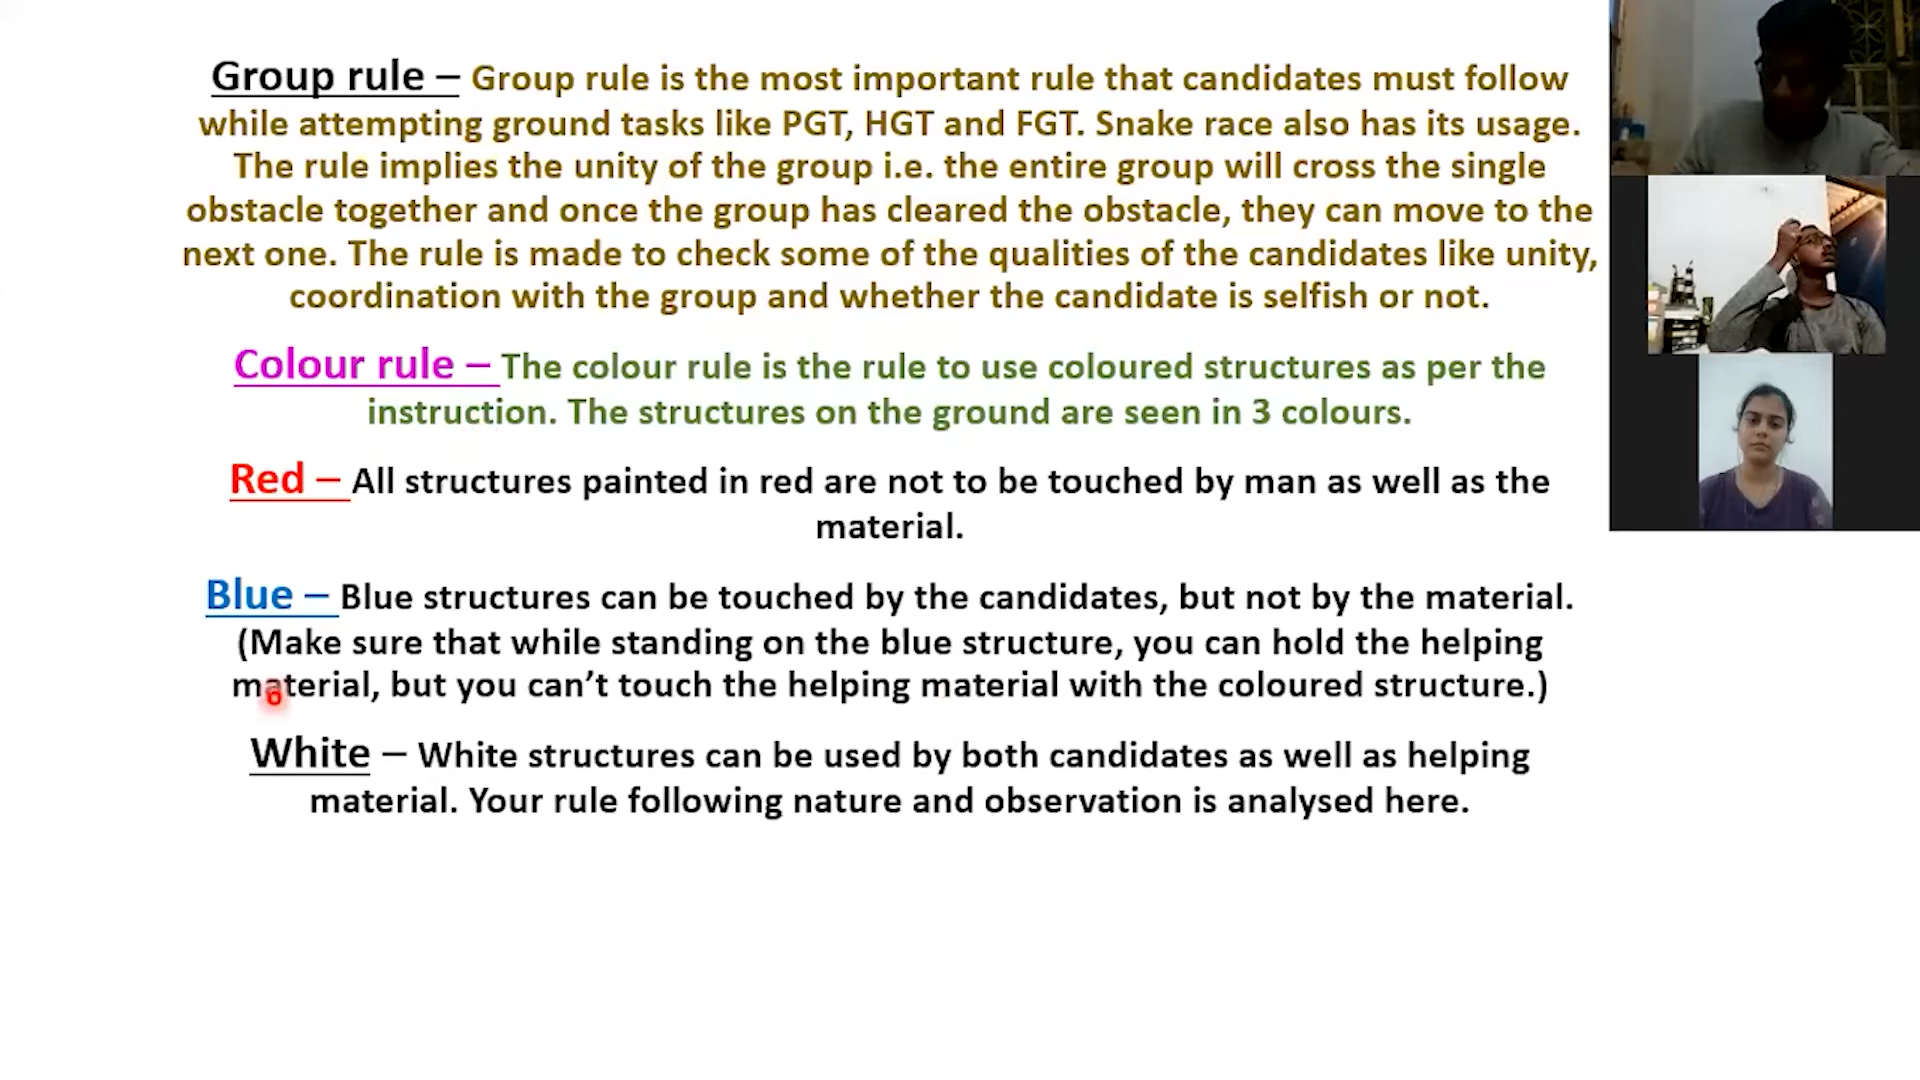 Group rule – Group rule is the most important rule that candidates must follow
while attempting ground tasks like PGT, HGT and FGT. Snake race also has its usage.
The rule implies the unity of the group i.e. the entire group will cross the single
obstacle together and once the group has cleared the obstacle, they can move to the
next one. The rule is made to check some of the qualities of the candidates like unity,
coordination with the group and whether the candidate is selfish or not.
Colour rule – The colour rule is the rule to use coloured structures as per the
instruction. The structures on the ground are seen in 3 colours.
Red – All structures painted in red are not to be touched by man as well as the
material.
Blue – Blue structures can be touched by the candidates, but not by the material.
(Make sure that while standing on the blue structure, you can hold the helping
material, but you can’t touch the helping material with the coloured structure.)
White – White structures can be used by both candidates as well as helping
material. Your rule following nature and observation is analysed here.